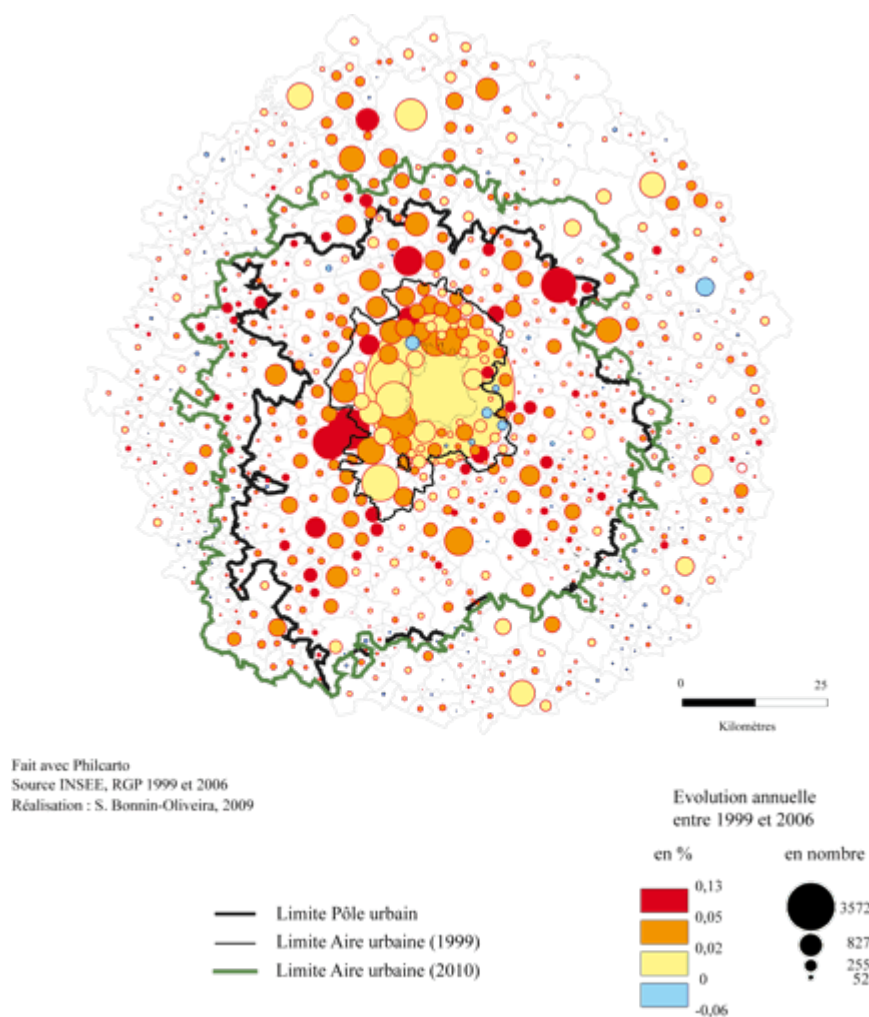 0 25
Kilomètres
Fait avec Philcarto
Source INSEE, RGP 1999 et 2006
Réalisation : S. Bonnin-Oliveira, 2009
Evolution annuelle
entre 1999 et 2006
en % en nombre
0,13
0,05
0,02
0
-0,06
3572
827
255
52
Limite Pôle urbain
Limite Aire urbaine (1999)
Limite Aire urbaine (2010)